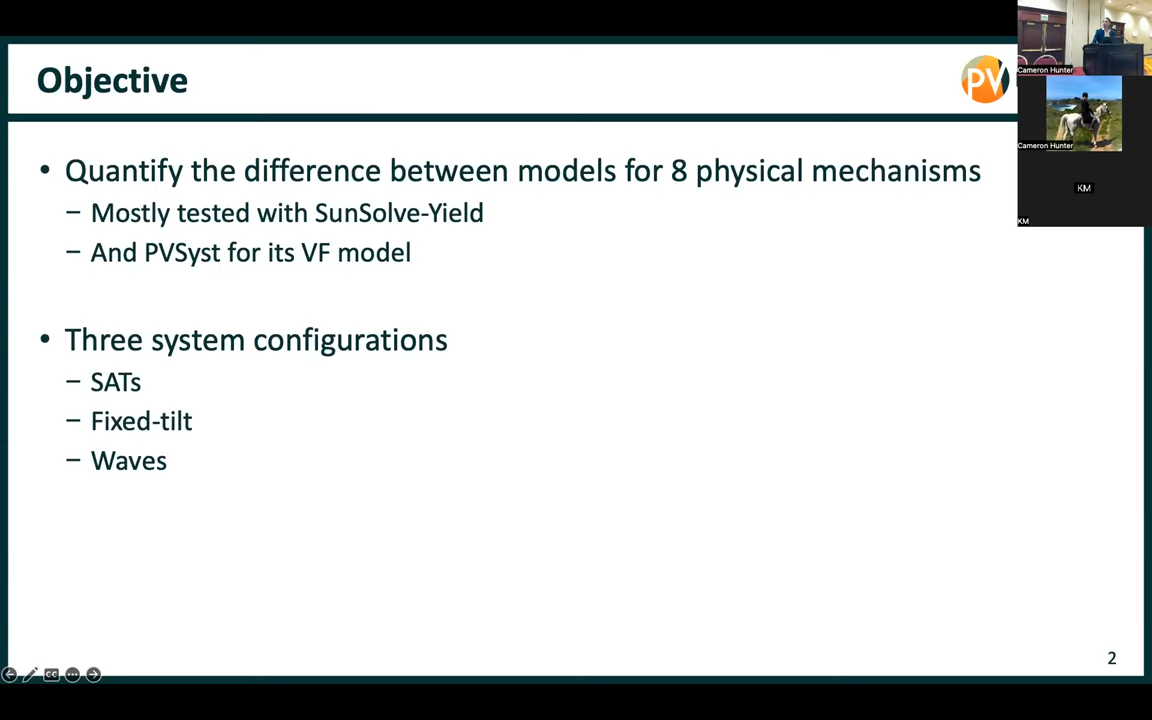 Objective
PV
Cameron Hunter
Cameron Hunter
KM
KM
• Quantify the difference between models for 8 physical mechanisms
– Mostly tested with SunSolve-Yield
– And PVSyst for its VF model
• Three system configurations
– SATs
– Fixed-tilt
– Waves
2
CC